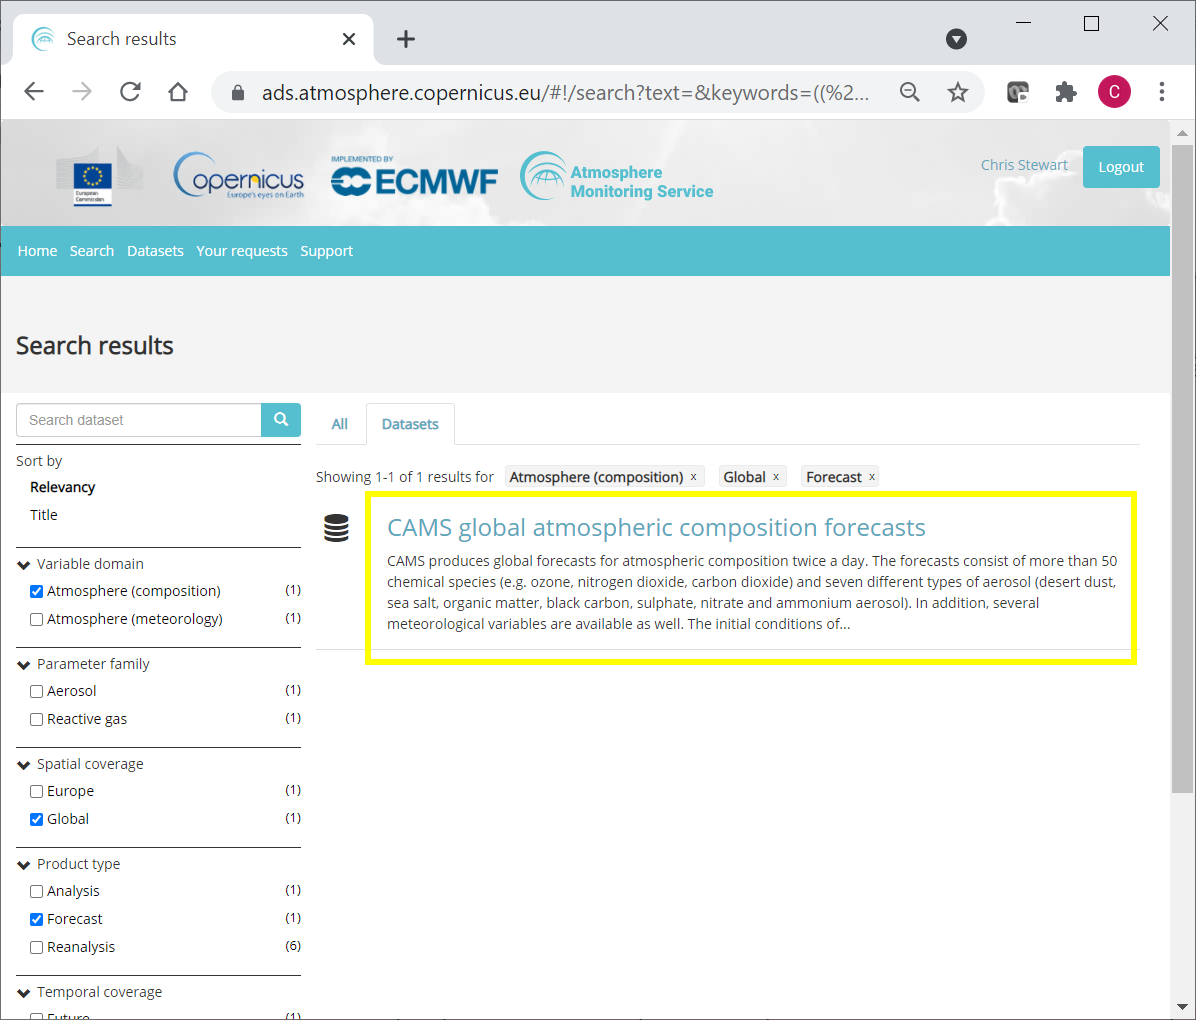 Search results
ads.atmosphere.copernicus.eu/#!/search?text=&keywords=((%2...
C
European
Commission
opernicus
Europe's eyes on Earth
IMPLEMENTED BY
ECMWF
Atmosphere
Monitoring Service
Chris Stewart
Logout
Home Search Datasets Your requests Support
Search results
Search dataset
Sort by
Relevancy
Title
Variable domain
Atmosphere (composition) (1)
Atmosphere (meteorology) (1)
Parameter family
Aerosol (1)
Reactive gas (1)
Spatial coverage
Europe (1)
Global (1)
Product type
Analysis (1)
Forecast (1)
Reanalysis (6)
Temporal coverage
Future (1)
All Datasets
Showing 1-1 of 1 results for Atmosphere (composition) x Global x Forecast x
CAMS global atmospheric composition forecasts
CAMS produces global forecasts for atmospheric composition twice a day. The forecasts consist of more than 50
chemical species (e.g. ozone, nitrogen dioxide, carbon dioxide) and seven different types of aerosol (desert dust,
sea salt, organic matter, black carbon, sulphate, nitrate and ammonium aerosol). In addition, several
meteorological variables are available as well. The initial conditions of...